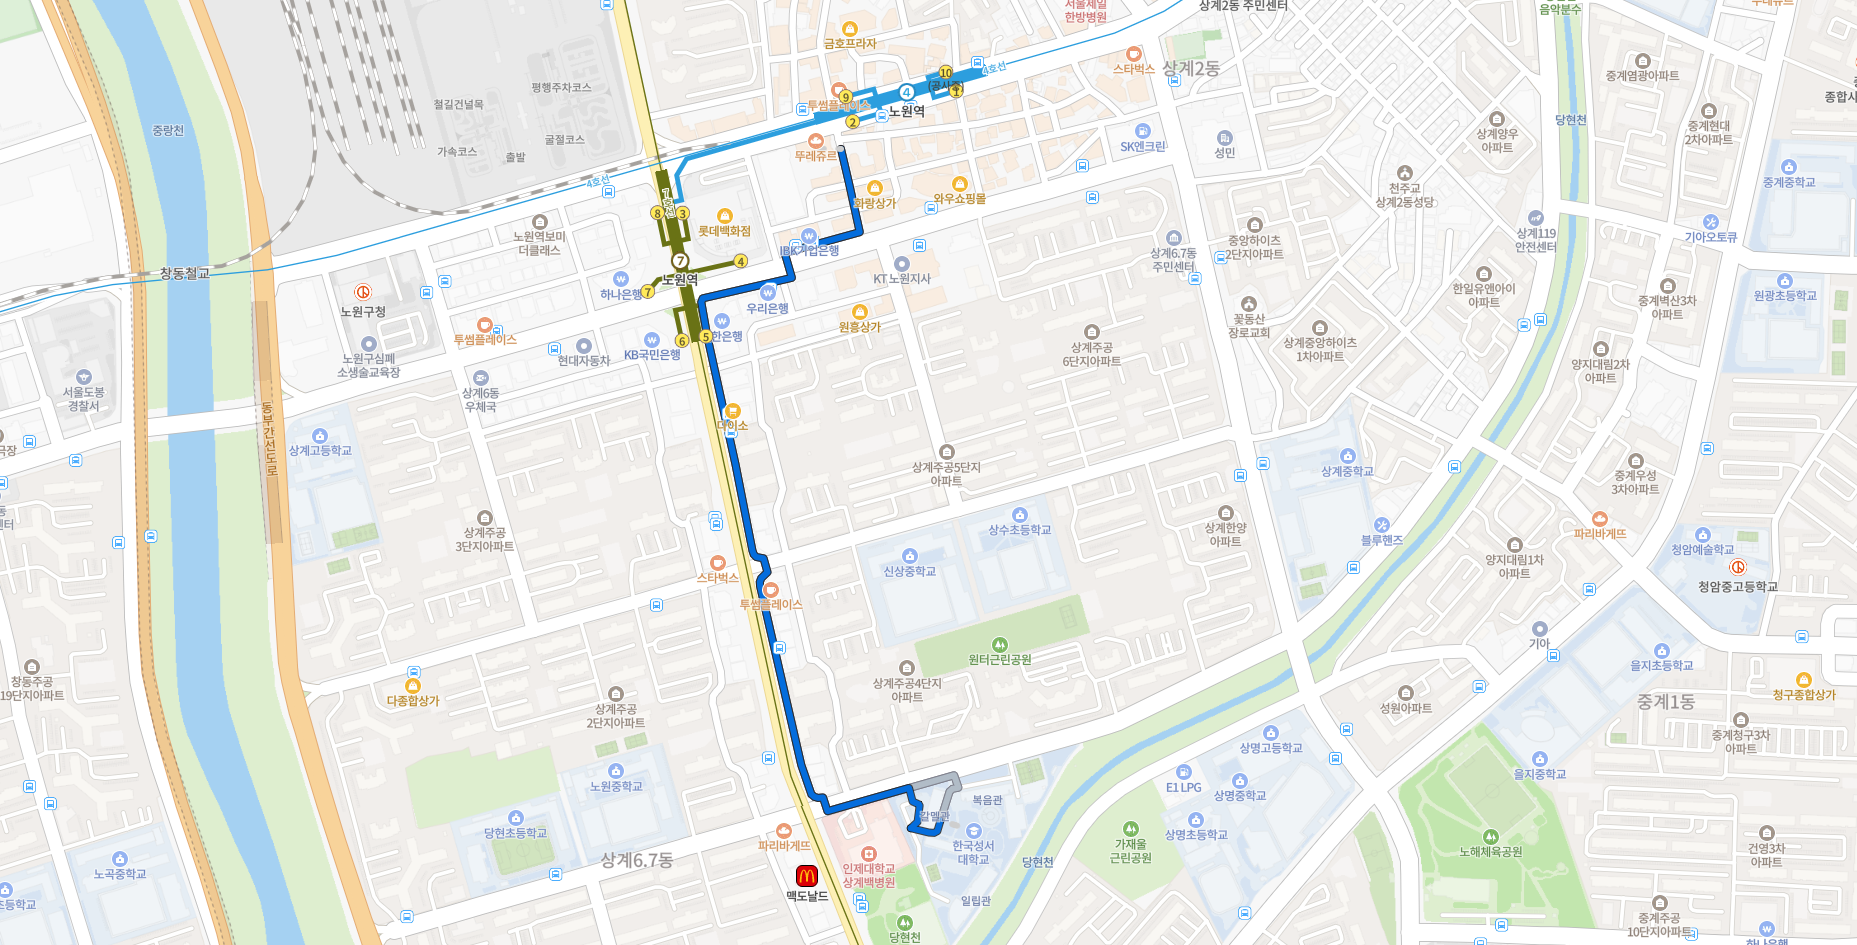 서울제일
한방병원
상계2동 주민센터
음악분수
금호프라자
평행주차코스
철길건널목
스타벅스
상계2동
4호선
중계염광아파트
10
(공사중)
1
9
투썸플레이스
4
노원역
2
중랑천
굴절코스
가속코스
출발
SK엔크린
성민
상계양우
아파트
당현천
중계현대
2차아파트
뚜레쥬르
4호선
7호선
화랑상가
와우쇼핑몰
천주교
상계2동성당
중계중학교
8
3
롯데백화점
노원역보미
더클래스
IBK기업은행
상계6.7동
주민센터
중앙하이츠
2단지아파트
상계119
안전센터
기아오토큐
창동철교
7
4
노원역
7
하나은행
KT노원지사
한일유앤아이
아파트
중계벽산3차
아파트
원광초등학교
노원구청
우리은행
꽃동산
장로교회
투썸플레이스
5
6
원흥상가
상계중앙하이츠
1차아파트
노원구심폐
소생술교육장
현대자동차
KB국민은행
상계주공
6단지아파트
양지대림2차
아파트
서울도봉
경찰서
상계6동
우체국
다이소
동부간선도로
상계고등학교
상계주공5단지
아파트
상계중학교
중계우성
3차아파트
상계주공
3단지아파트
상수초등학교
상계한양
아파트
블루핸즈
파리바게뜨
신상중학교
양지대림1차
아파트
청암예술학교
스타벅스
투썸플레이스
청암중고등학교
원터근린공원
기아
을지초등학교
창동주공
19단지아파트
다종합상가
상계주공4단지
아파트
상계주공
2단지아파트
성원아파트
중계1동
청구종합상가
중계청구3차
아파트
상명고등학교
을지중학교
노원중학교
E1 LPG
상명중학교
복음관
갈멜관
당현초등학교
상명초등학교
파리바게뜨
한국성서
대학교
가재울
근린공원
노해체육공원
건영3차
아파트
상계6.7동
노곡중학교
인제대학교
상계백병원
당현천
맥도날드
일립관
당현천
중계주공
10단지아파트
하나은행